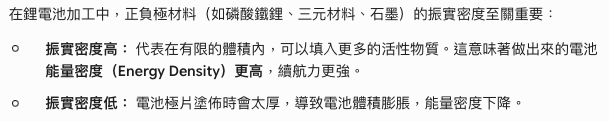 在鋰電池加工中，正負極材料（如磷酸鐵鋰、三元材料、石墨）的振實密度至關重要：
○ 振實密度高： 代表在有限的體積內，可以填入更多的活性物質。這意味著做出來的電池
能量密度（Energy Density）更高，續航力更強。
○ 振實密度低： 電池極片塗佈時會太厚，導致電池體積膨脹，能量密度下降。